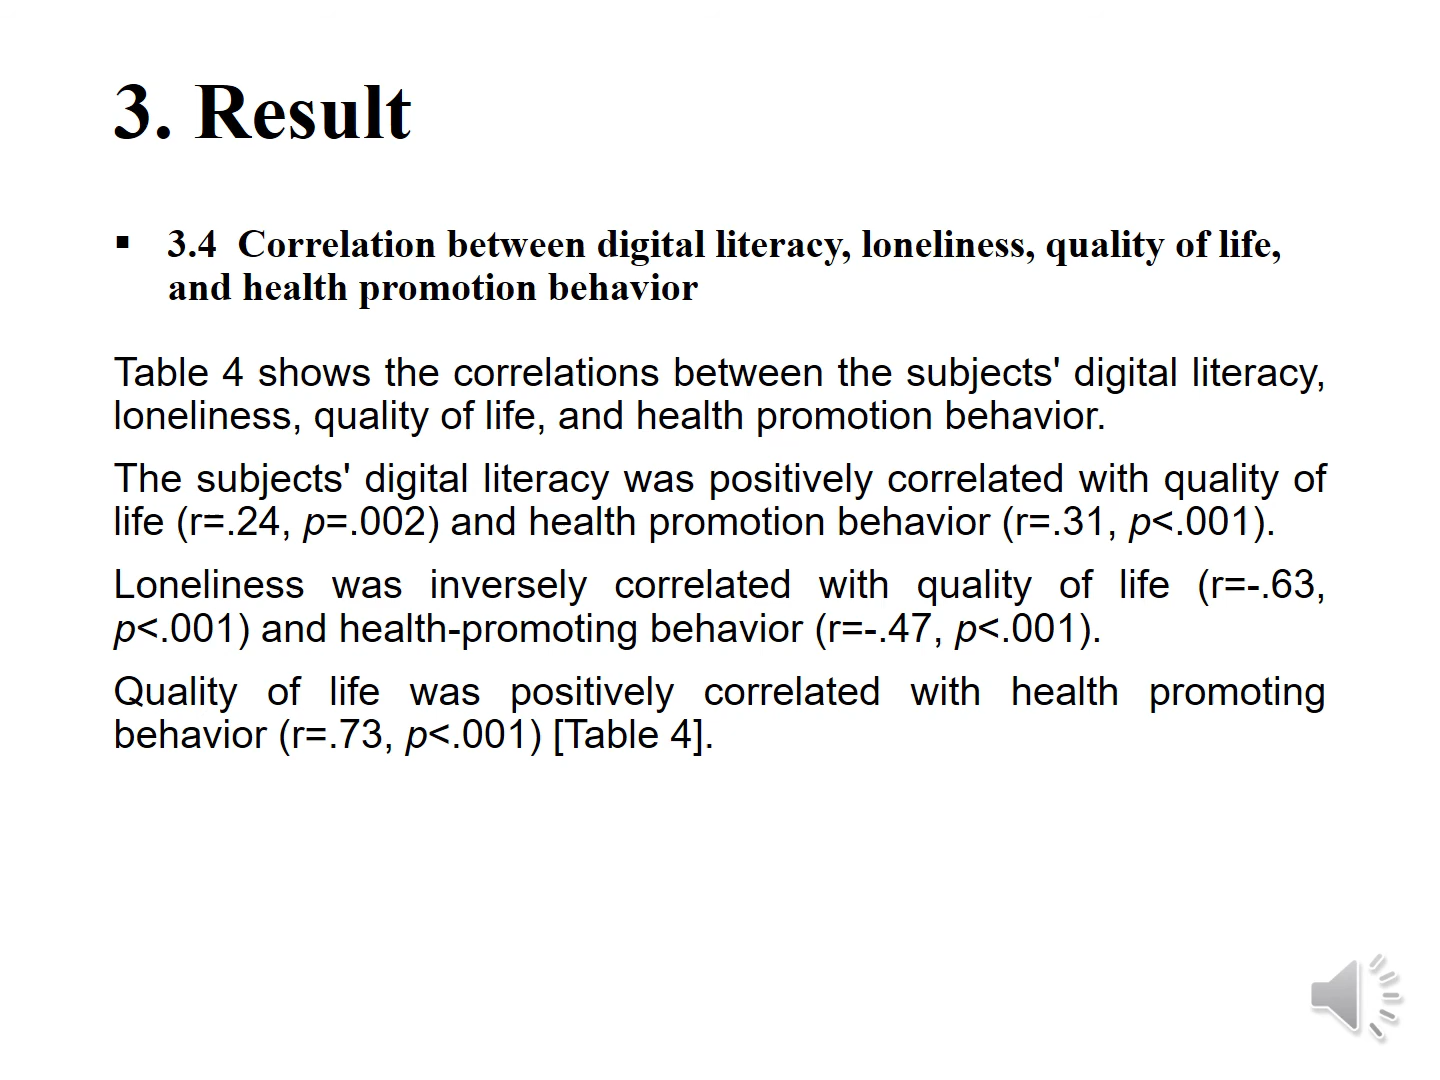 3. Result
▪ 3.4 Correlation between digital literacy, loneliness, quality of life,
and health promotion behavior
Table 4 shows the correlations between the subjects' digital literacy,
loneliness, quality of life, and health promotion behavior.
The subjects' digital literacy was positively correlated with quality of
life (r=.24, p=.002) and health promotion behavior (r=.31, p<.001).
Loneliness was inversely correlated with quality of life (r=-.63,
p<.001) and health-promoting behavior (r=-.47, p<.001).
Quality of life was positively correlated with health promoting
behavior (r=.73, p<.001) [Table 4].